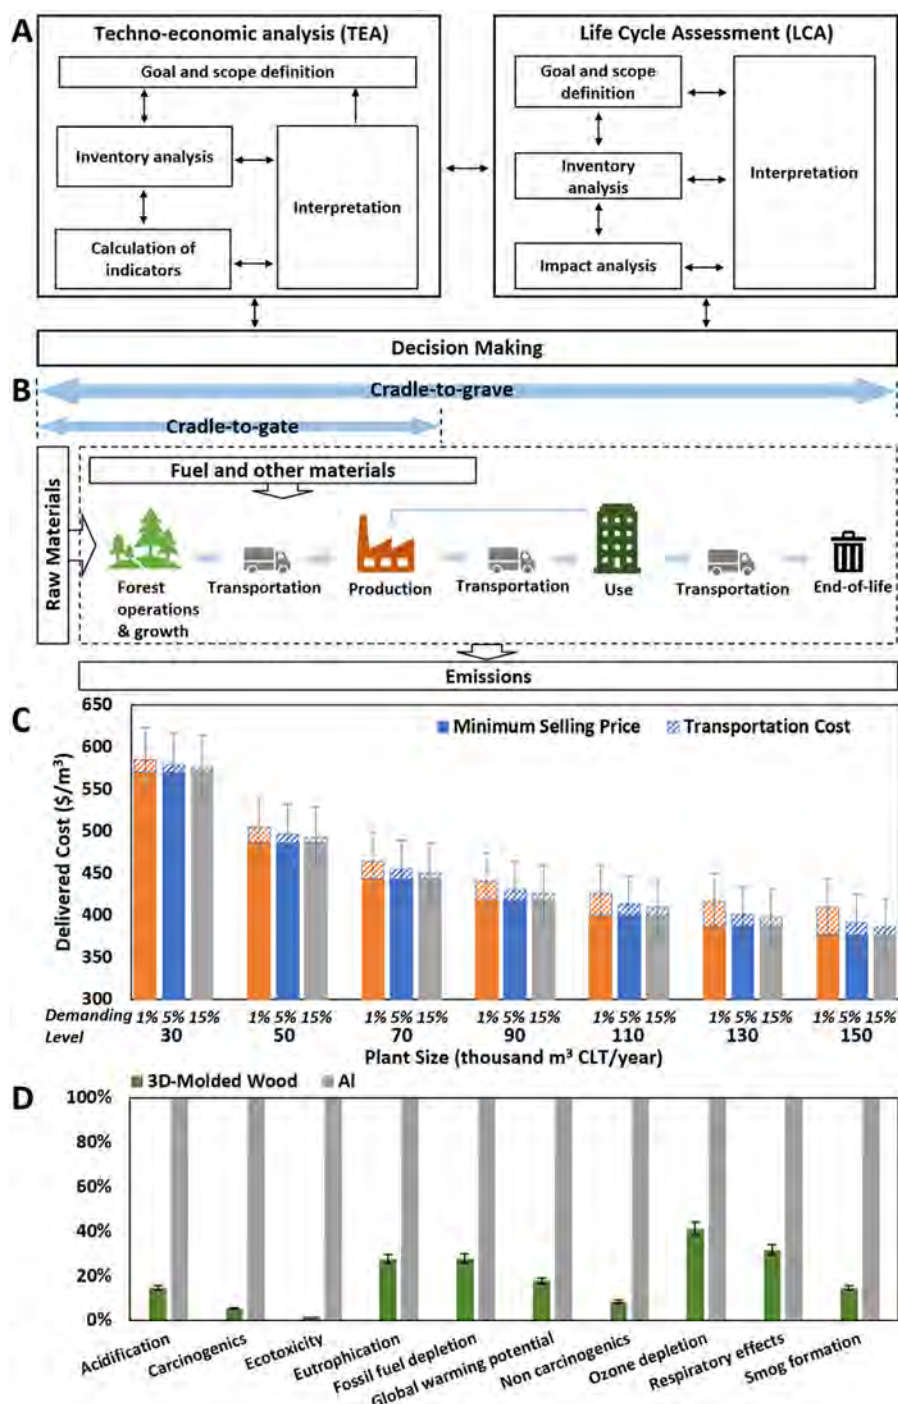 A
Techno-economic analysis (TEA)
Goal and scope definition
Inventory analysis
Calculation of
indicators
Interpretation
Life Cycle Assessment (LCA)
Goal and scope
definition
Inventory
analysis
Impact analysis
Interpretation
Decision Making
B
Cradle-to-grave
Cradle-to-gate
Raw Materials
Fuel and other materials
Forest
operations
& growth
Transportation
Production
Transportation
Use
Transportation
End-of-life
Emissions
C
Minimum Selling Price
Transportation Cost
Delivered Cost ($/m³)
650
600
550
500
450
400
350
300
Demanding 1% 5% 15% 1% 5% 15% 1% 5% 15% 1% 5% 15% 1% 5% 15% 1% 5% 15% 1% 5% 15%
Level 30 50 70 90 110 130 150
Plant Size (thousand m³ CLT/year)
D
3D-Molded Wood
Al
100%
80%
60%
40%
20%
0%
Acidification
Carcinogenics
Ecotoxicity
Eutrophication
Fossil fuel depletion
Global warming potential
Non carcinogenics
Ozone depletion
Respiratory effects
Smog formation